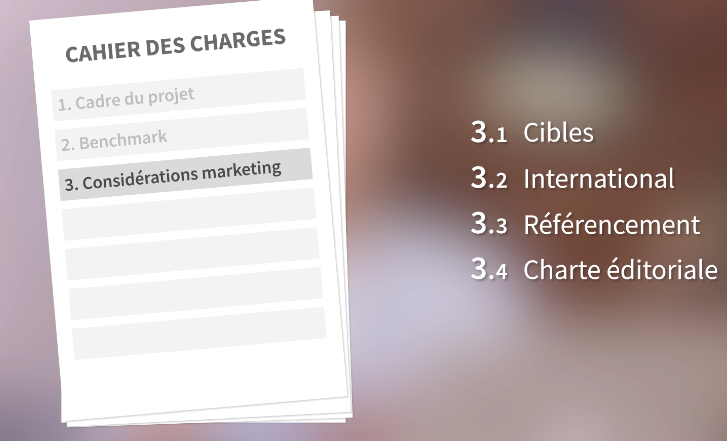 CAHIER DES CHARGES
1. Cadre du projet
2. Benchmark
3. Considérations marketing
3.1 Cibles
3.2 International
3.3 Référencement
3.4 Charte éditoriale